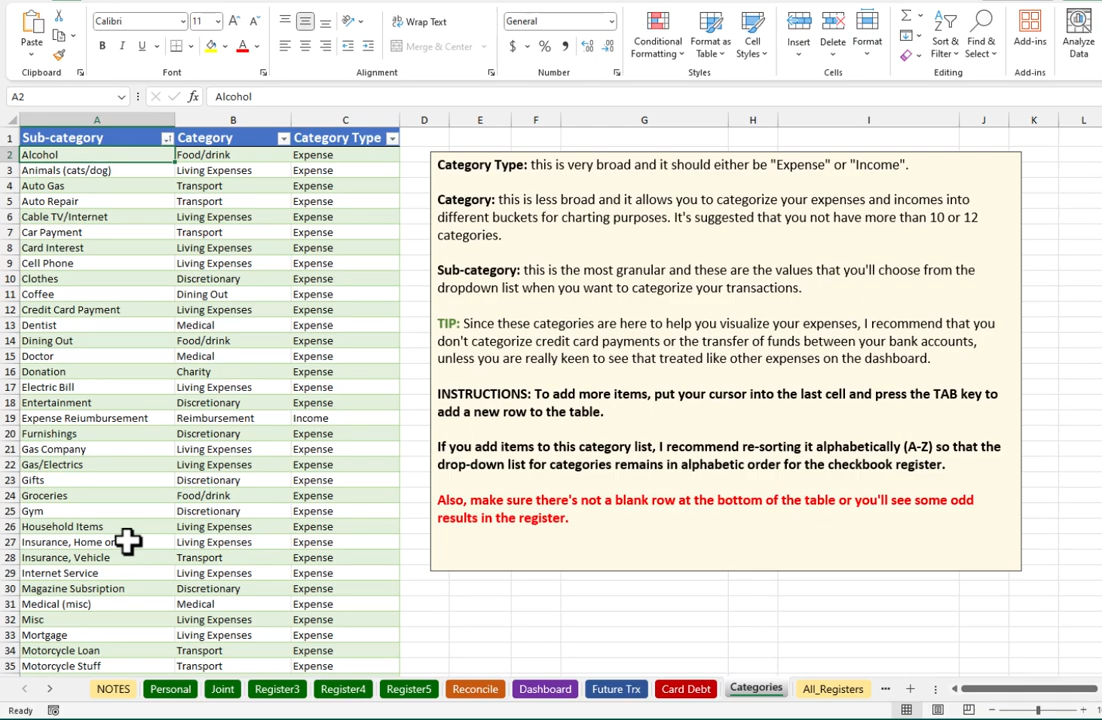 Calibri 11 A A Wrap Text General
Paste B I U A Merge & Center $ % , Conditional Formatting Format as Table Cell Styles Insert Delete Format Sort & Filter Find & Select Add-ins Analyze Data
Clipboard Font Alignment Number Styles Cells Editing Add-ins
A2 fx Alcohol
A B C D E F G H I J K L
1 Sub-category Category Category Type
2 Alcohol Food/drink Expense
3 Animals (cats/dog) Living Expenses Expense
4 Auto Gas Transport Expense
5 Auto Repair Transport Expense
6 Cable TV/Internet Living Expenses Expense
7 Car Payment Transport Expense
8 Card Interest Living Expenses Expense
9 Cell Phone Living Expenses Expense
10 Clothes Discretionary Expense
11 Coffee Dining Out Expense
12 Credit Card Payment Living Expenses Expense
13 Dentist Medical Expense
14 Dining Out Food/drink Expense
15 Doctor Medical Expense
16 Donation Charity Expense
17 Electric Bill Living Expenses Expense
18 Entertainment Discretionary Expense
19 Expense Reiumbursement Reimbursement Income
20 Furnishings Discretionary Expense
21 Gas Company Living Expenses Expense
22 Gas/Electrics Living Expenses Expense
23 Gifts Discretionary Expense
24 Groceries Food/drink Expense
25 Gym Discretionary Expense
26 Household Items Living Expenses Expense
27 Insurance, Home Living Expenses Expense
28 Insurance, Vehicle Transport Expense
29 Internet Service Living Expenses Expense
30 Magazine Subsription Discretionary Expense
31 Medical (misc) Medical Expense
32 Misc Living Expenses Expense
33 Mortgage Living Expenses Expense
34 Motorcycle Loan Transport Expense
35 Motorcycle Stuff Transport Expense
Category Type: this is very broad and it should either be "Expense" or "Income".
Category: this is less broad and it allows you to categorize your expenses and incomes into
different buckets for charting purposes. It's suggested that you not have more than 10 or 12
categories.
Sub-category: this is the most granular and these are the values that you'll choose from the
dropdown list when you want to categorize your transactions.
TIP: Since these categories are here to help you visualize your expenses, I recommend that you
don't categorize credit card payments or the transfer of funds between your bank accounts,
unless you are really keen to see that treated like other expenses on the dashboard.
INSTRUCTIONS: To add more items, put your cursor into the last cell and press the TAB key to
add a new row to the table.
If you add items to this category list, I recommend re-sorting it alphabetically (A-Z) so that the
drop-down list for categories remains in alphabetic order for the checkbook register.
Also, make sure there's not a blank row at the bottom of the table or you'll see some odd
results in the register.
NOTES Personal Joint Register3 Register4 Register5 Reconcile Dashboard Future Trx Card Debt Categories All_Registers
Ready